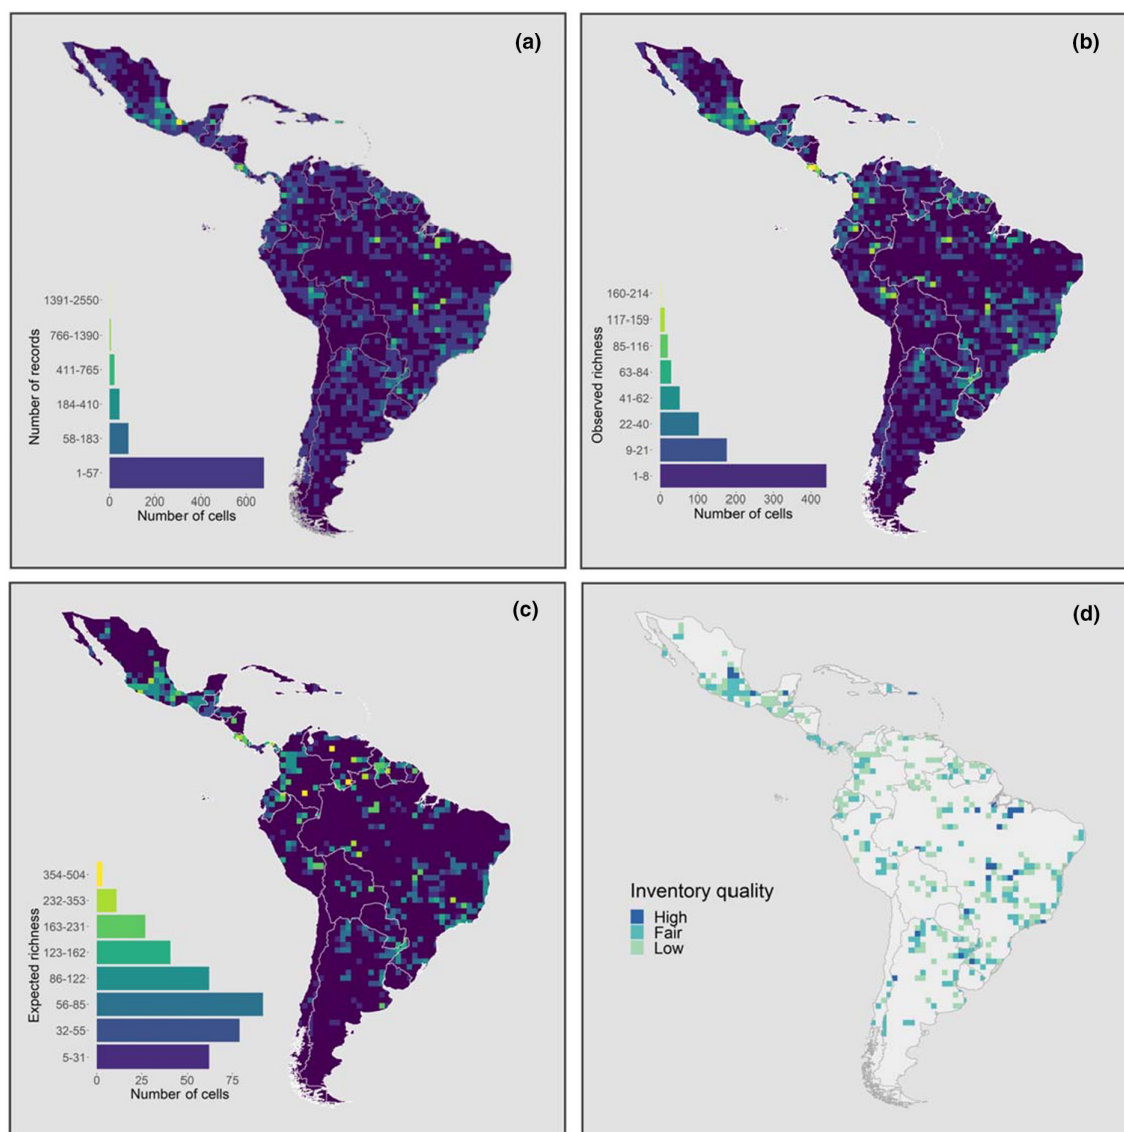 (a)
Number of records
1391-2550
766-1390
411-765
184-410
58-183
1-57
0 200 400 600
Number of cells
(b)
Observed richness
160-214
117-159
85-116
63-84
41-62
22-40
9-21
1-8
0 100 200 300 400
Number of cells
(c)
Expected richness
354-504
232-353
163-231
123-162
86-122
56-85
32-55
5-31
0 25 50 75
Number of cells
(d)
Inventory quality
High
Fair
Low